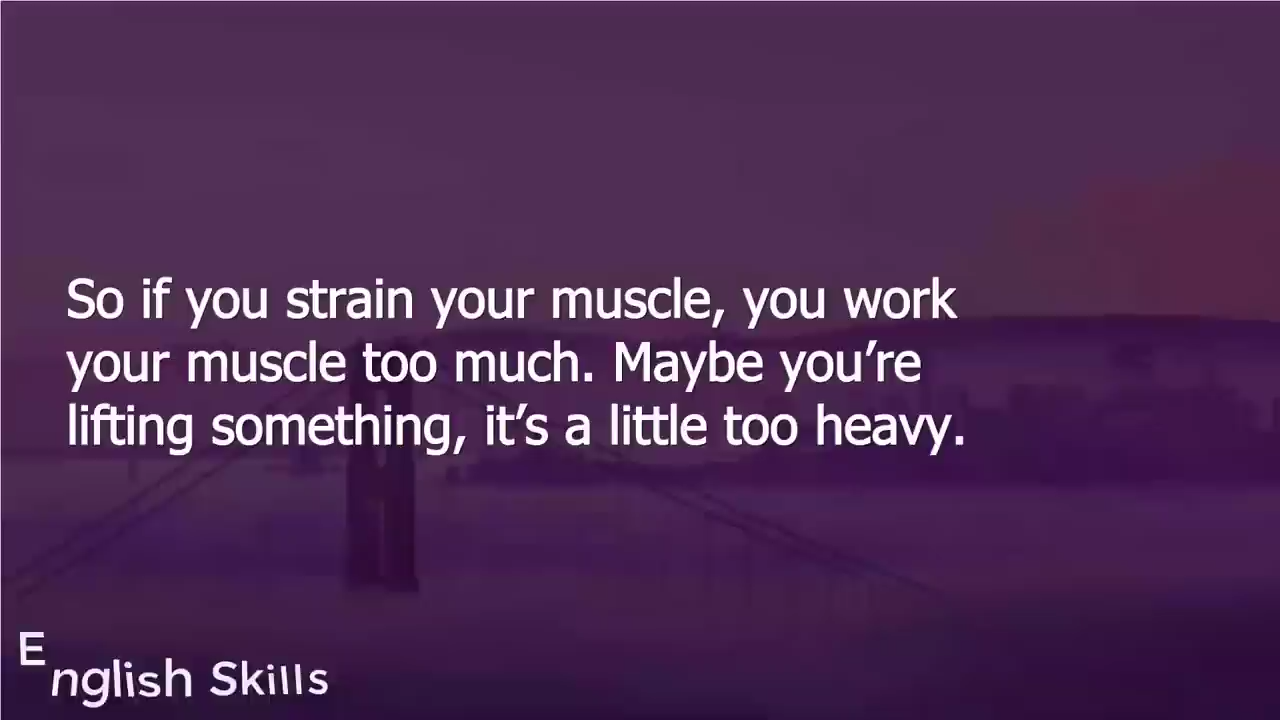 So if you strain your muscle, you work
your muscle too much. Maybe you’re
lifting something, it’s a little too heavy.
English Skills